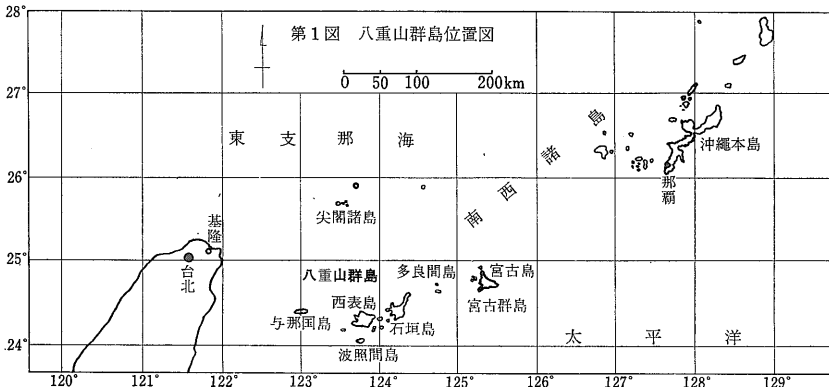 第1図 八重山群島位置図
0 50 100 200km
27°
26°
25°
24°
東支那海
南西諸島
沖繩本島
那覇
尖閣諸島
基隆
台北
八重山群島
多良間島
宮古島
宮古群島
西表島
与那国島
石垣島
波照間島
太平洋
120° 121° 122° 123° 124° 125° 126° 127° 128° 129°